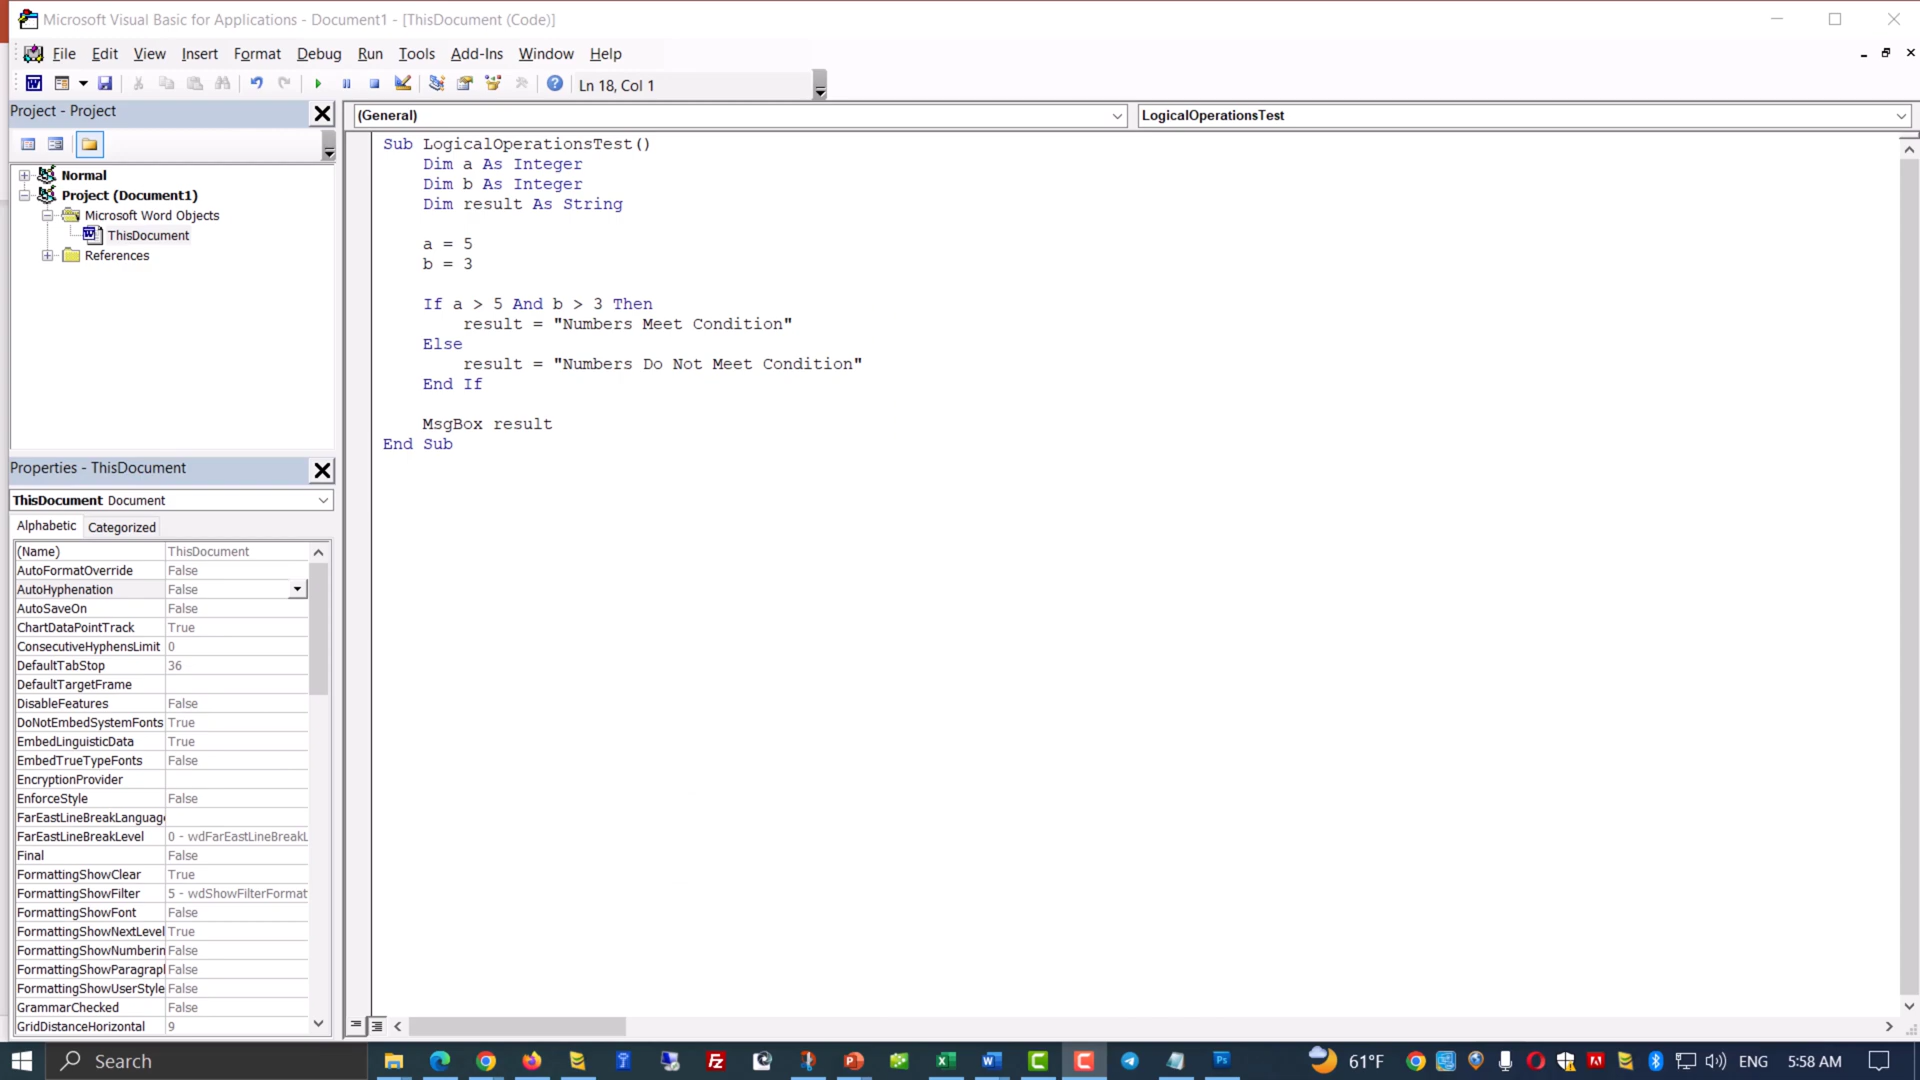 Microsoft Visual Basic for Applications - Document1 - [ThisDocument (Code)]
File Edit View Insert Format Debug Run Tools Add-Ins Window Help
Ln 18, Col 1
Project - Project
Normal
Project (Document1)
Microsoft Word Objects
ThisDocument
References
(General)
LogicalOperationsTest
Sub LogicalOperationsTest()
Dim a As Integer
Dim b As Integer
Dim result As String
a = 5
b = 3
If a > 5 And b > 3 Then
result = "Numbers Meet Condition"
Else
result = "Numbers Do Not Meet Condition"
End If
MsgBox result
End Sub
Properties - ThisDocument
ThisDocument Document
Alphabetic Categorized
(Name) ThisDocument
AutoFormatOverride False
AutoHyphenation False
AutoSaveOn False
ChartDataPointTrack True
ConsecutiveHyphensLimit 0
DefaultTabStop 36
DefaultTargetFrame
DisableFeatures False
DoNotEmbedSystemFonts True
EmbedLinguisticData True
EmbedTrueTypeFonts False
EncryptionProvider
EnforceStyle False
FarEastLineBreakLanguag
FarEastLineBreakLevel 0 - wdFarEastLineBreakL
Final False
FormattingShowClear True
FormattingShowFilter 5 - wdShowFilterFormat
FormattingShowFont False
FormattingShowNextLevel True
FormattingShowNumberin False
FormattingShowParagrap False
FormattingShowUserStyle False
GrammarChecked False
GridDistanceHorizontal 9
Search
61°F
ENG
5:58 AM